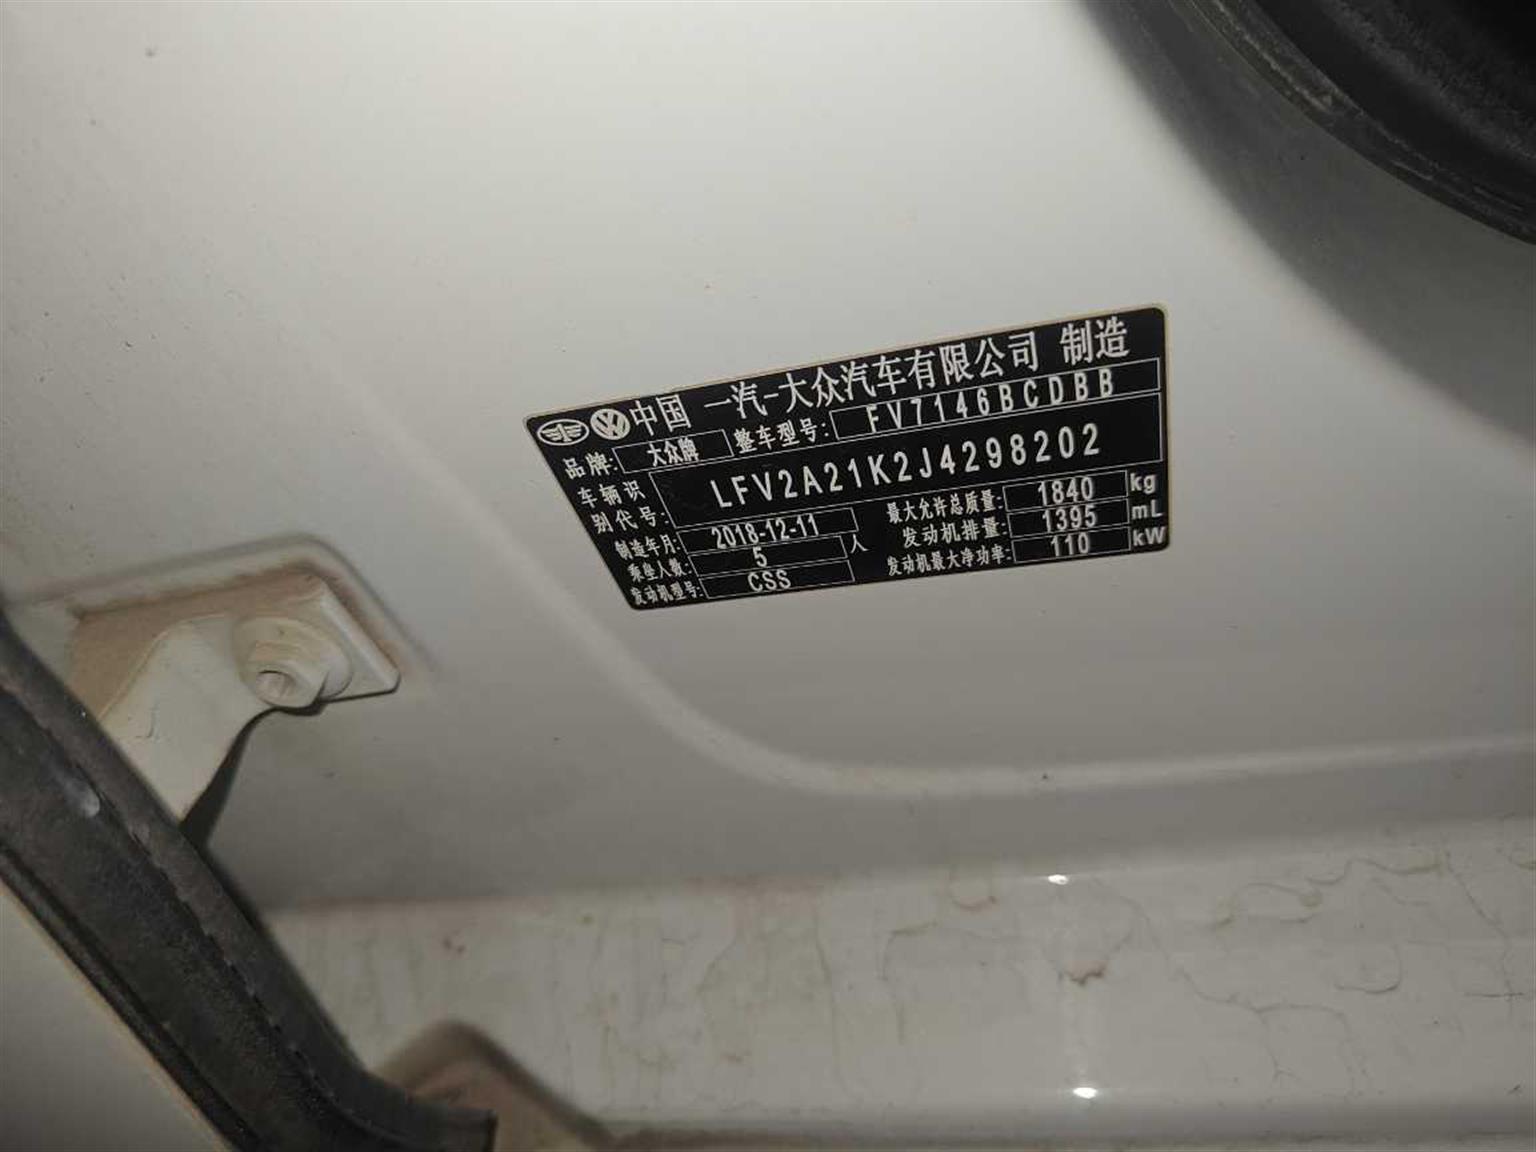 中国 一汽-大众汽车有限公司 制造
品牌: 大众牌 整车型号: FV7146BCDBB
车辆识别代号: LFV2A21K2J4298202
制造年月: 2018-12-11 最大允许总质量: 1840 kg
乘坐人数: 5 人 发动机排量: 1395 mL
发动机型号: CSS 发动机最大净功率: 110 kW